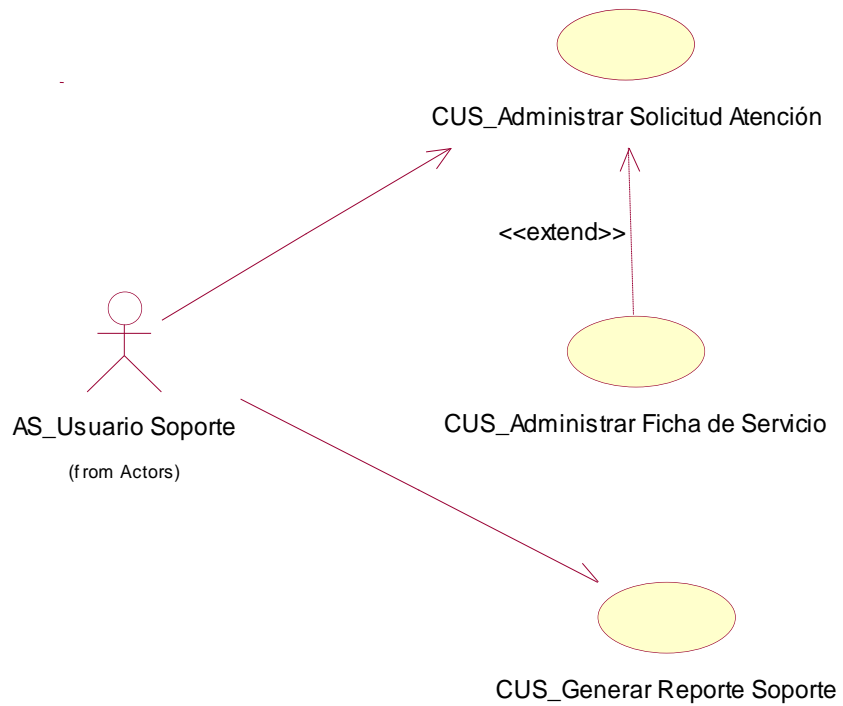 CUS_Administrar Solicitud Atención
<<extend>>
AS_Usuario Soporte
(from Actors)
CUS_Administrar Ficha de Servicio
CUS_Generar Reporte Soporte